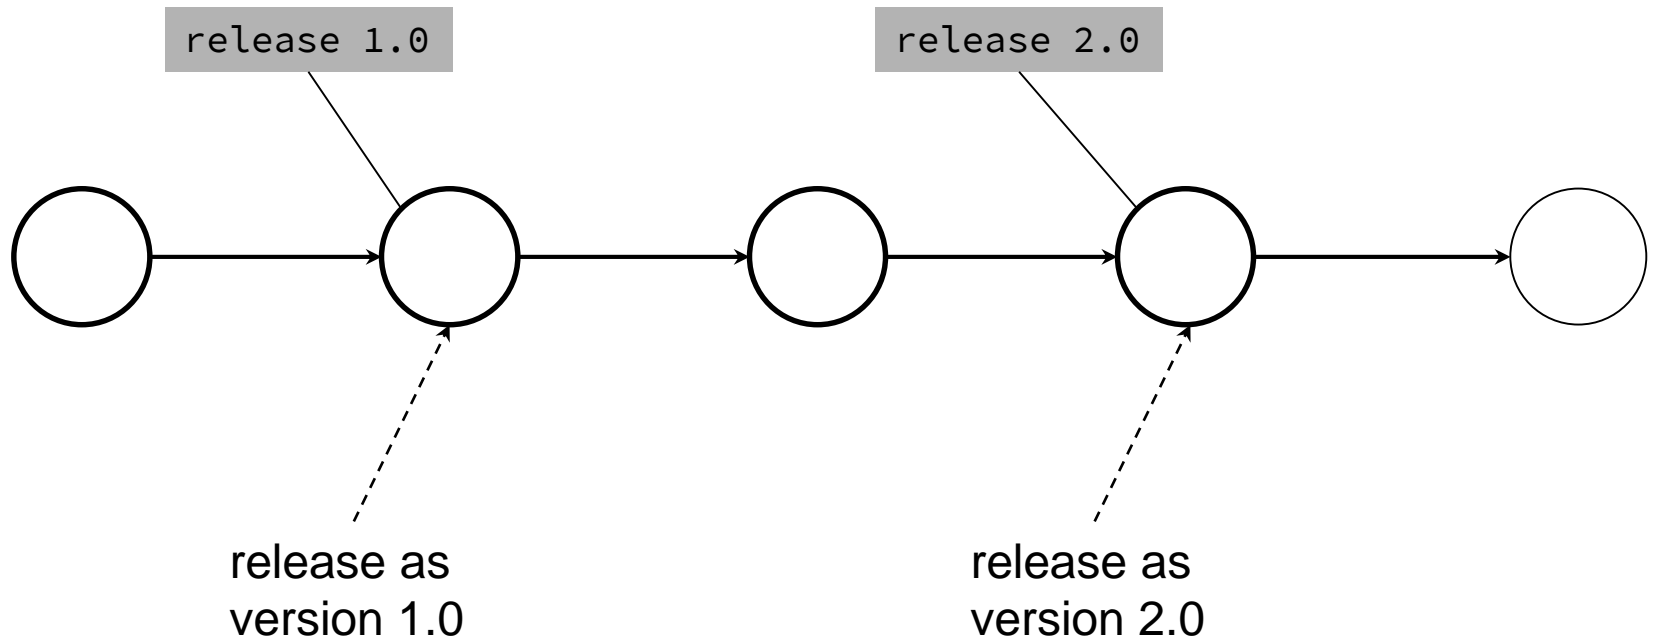 release 1.0
release 2.0
release as
version 1.0
release as
version 2.0